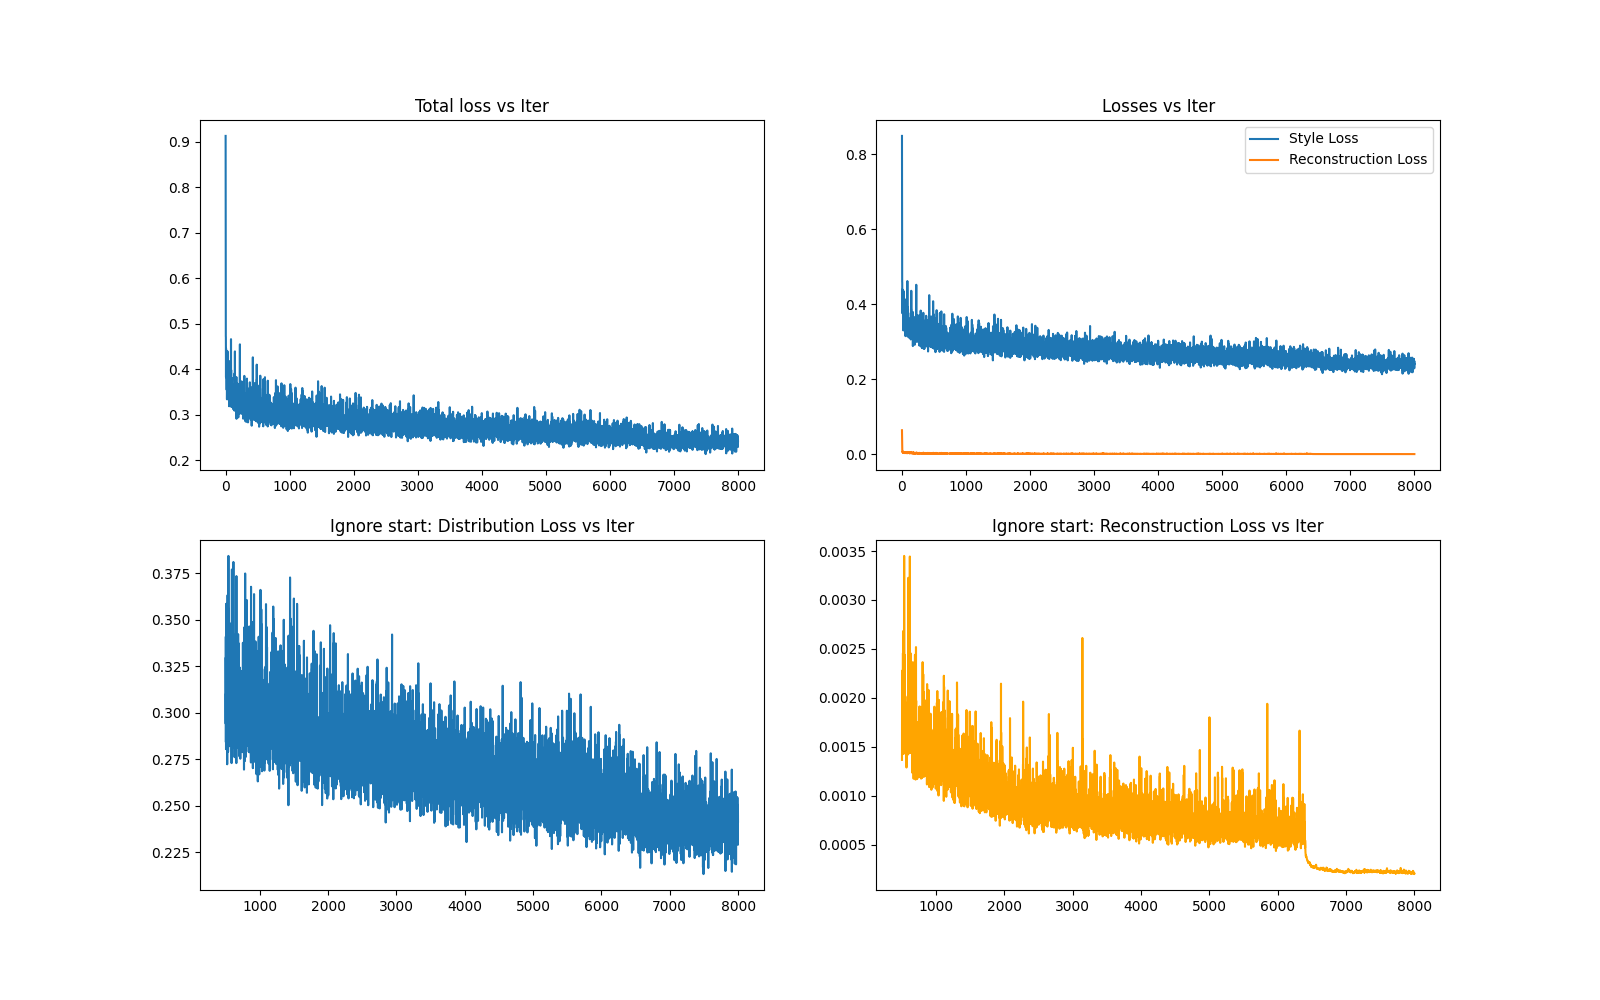 Total loss vs Iter
0.9
0.8
0.7
0.6
0.5
0.4
0.3
0.2
0 1000 2000 3000 4000 5000 6000 7000 8000
Losses vs Iter
Style Loss
Reconstruction Loss
0.8
0.6
0.4
0.2
0.0
0 1000 2000 3000 4000 5000 6000 7000 8000
Ignore start: Distribution Loss vs Iter
0.375
0.350
0.325
0.300
0.275
0.250
0.225
1000 2000 3000 4000 5000 6000 7000 8000
Ignore start: Reconstruction Loss vs Iter
0.0035
0.0030
0.0025
0.0020
0.0015
0.0010
0.0005
1000 2000 3000 4000 5000 6000 7000 8000